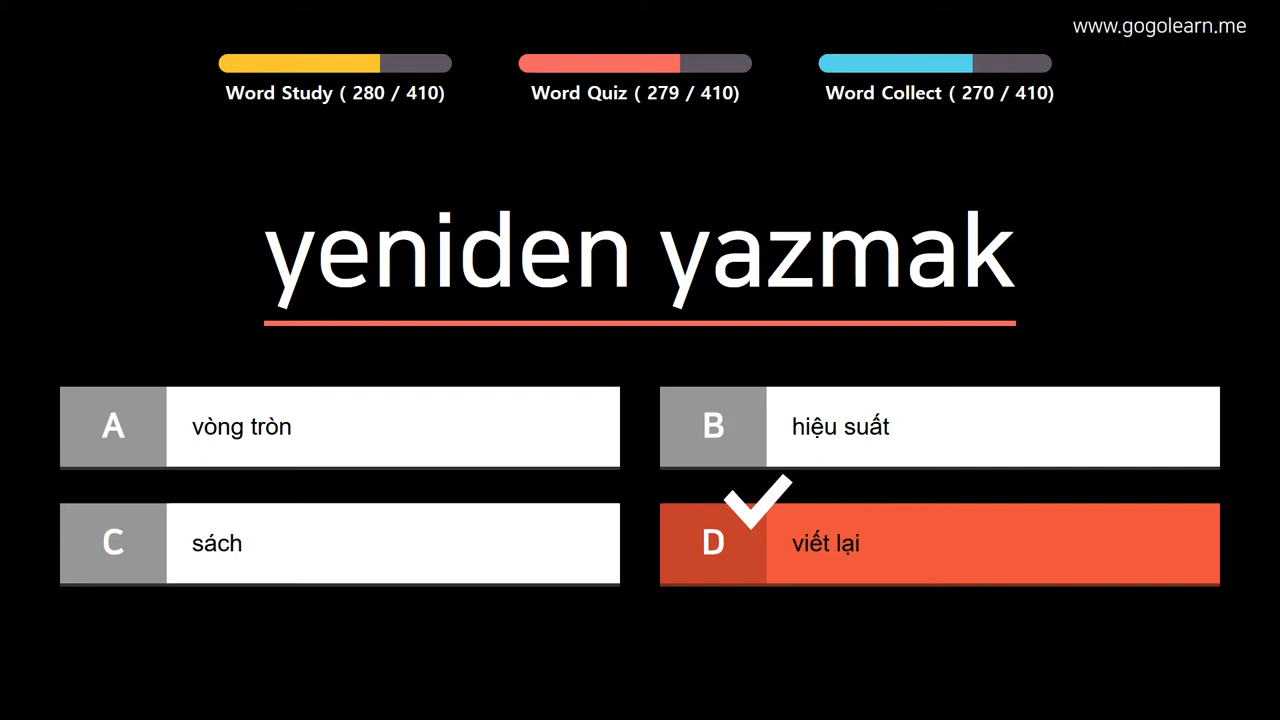 www.gogolearn.me
Word Study ( 280 / 410)
Word Quiz ( 279 / 410)
Word Collect ( 270 / 410)
yeniden yazmak
A vòng tròn
B hiệu suất
C sách
D viết lại